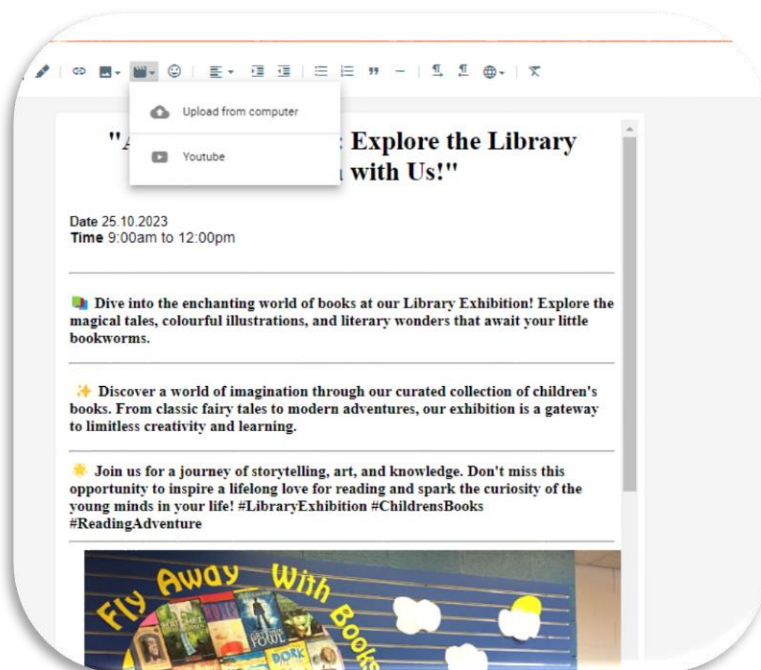 Upload from computer
Youtube
Explore the Library
with Us!"
Date 25.10.2023
Time 9:00am to 12:00pm
Dive into the enchanting world of books at our Library Exhibition! Explore the
magical tales, colourful illustrations, and literary wonders that await your little
bookworms.
Discover a world of imagination through our curated collection of children's
books. From classic fairy tales to modern adventures, our exhibition is a gateway
to limitless creativity and learning.
Join us for a journey of storytelling, art, and knowledge. Don't miss this
opportunity to inspire a lifelong love for reading and spark the curiosity of the
young minds in your life! #LibraryExhibition #ChildrensBooks
#ReadingAdventure
Fly Away With Books
DORK